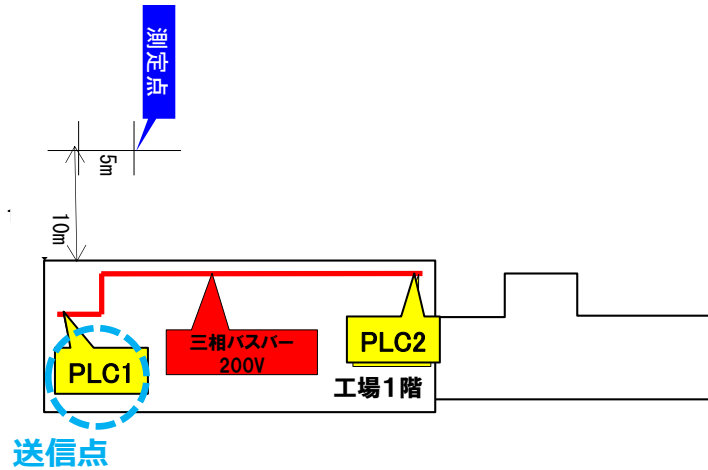 測定点
5m
10m
三相バスバー
200V
PLC1
PLC2
工場1階
送信点